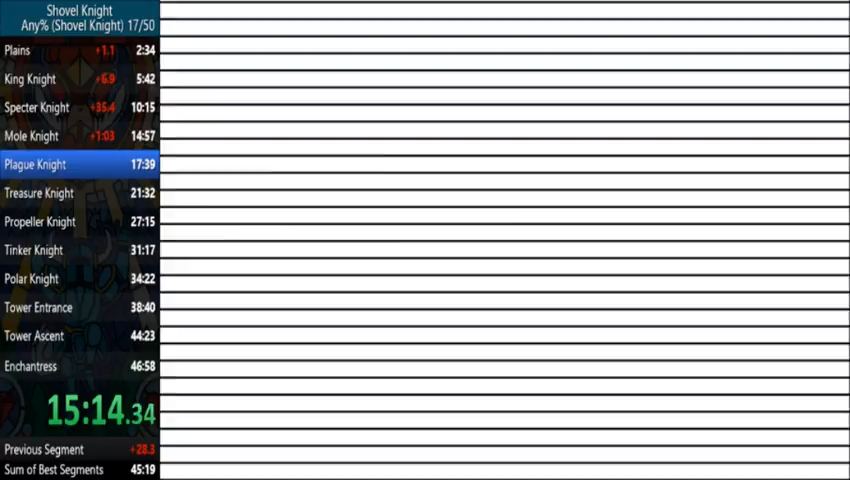 Shovel Knight
Any% (Shovel Knight) 17/50
Plains +1.1 2:34
King Knight +6.9 5:42
Specter Knight +35.4 10:15
Mole Knight +1:03 14:57
Plague Knight 17:39
Treasure Knight 21:32
Propeller Knight 27:15
Tinker Knight 31:17
Polar Knight 34:22
Tower Entrance 38:40
Tower Ascent 44:23
Enchantress 46:58
15:14.34
Previous Segment +28.3
Sum of Best Segments 45:19